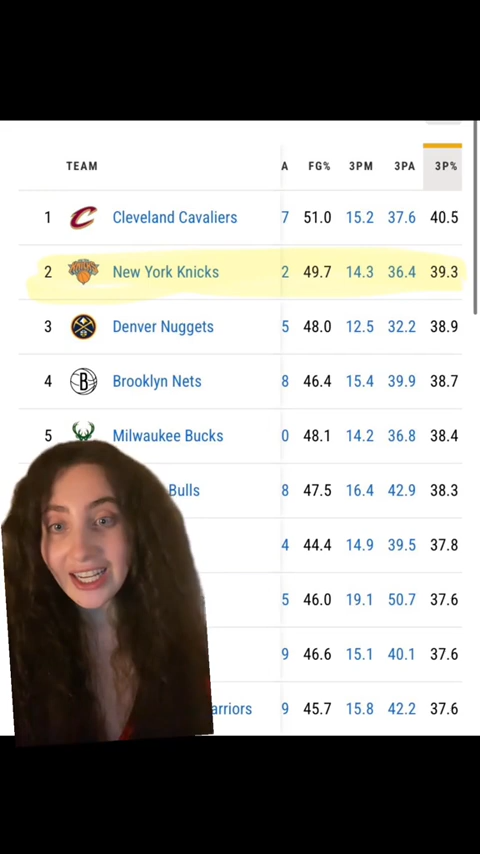 TEAM A FG% 3PM 3PA 3P%
1 Cleveland Cavaliers 7 51.0 15.2 37.6 40.5
2 New York Knicks 2 49.7 14.3 36.4 39.3
3 Denver Nuggets 5 48.0 12.5 32.2 38.9
4 B Brooklyn Nets 8 46.4 15.4 39.9 38.7
5 Milwaukee Bucks 0 48.1 14.2 36.8 38.4
Bulls 8 47.5 16.4 42.9 38.3
4 44.4 14.9 39.5 37.8
5 46.0 19.1 50.7 37.6
9 46.6 15.1 40.1 37.6
arriors 9 45.7 15.8 42.2 37.6